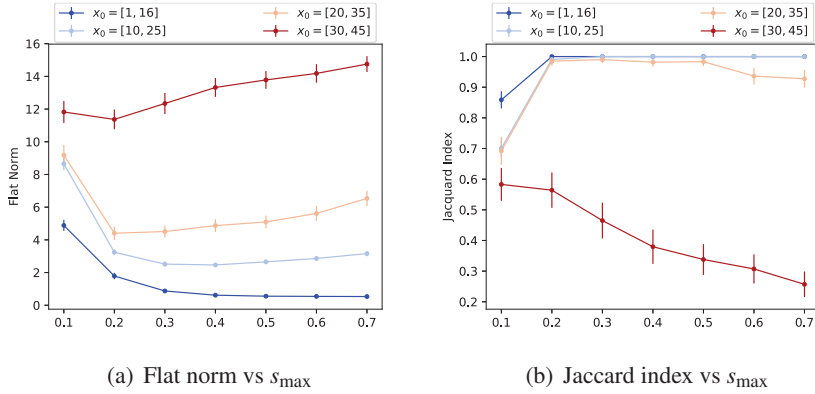 x₀ = [1, 16] x₀ = [20, 35]
x₀ = [10, 25] x₀ = [30, 45]
16
14
12
10
8
6
4
2
0
Flat Norm
0.1 0.2 0.3 0.4 0.5 0.6 0.7
(a) Flat norm vs sₘₐₓ
x₀ = [1, 16] x₀ = [20, 35]
x₀ = [10, 25] x₀ = [30, 45]
1.0
0.9
0.8
0.7
0.6
0.5
0.4
0.3
0.2
Jacquard Index
0.1 0.2 0.3 0.4 0.5 0.6 0.7
(b) Jaccard index vs sₘₐₓ